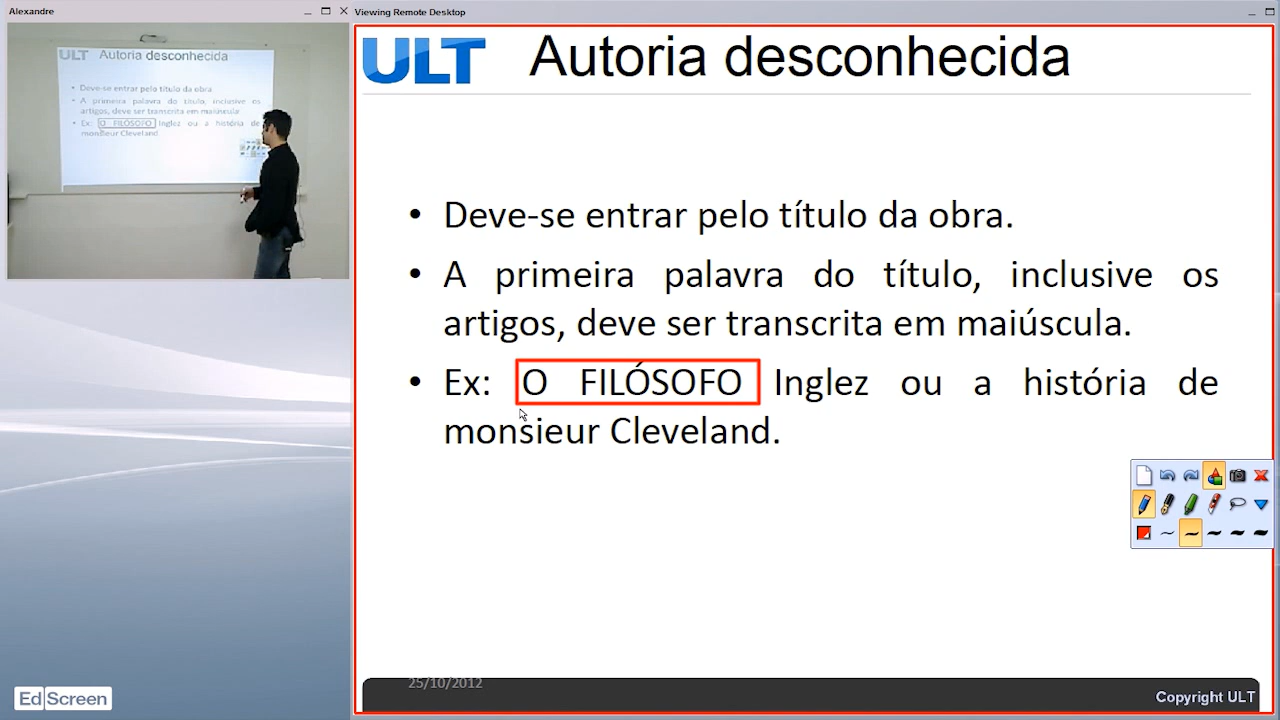 Alexandre
Viewing Remote Desktop
ULT Autoria desconhecida
• Deve-se entrar pelo título da obra.
• A primeira palavra do título, inclusive os
artigos, deve ser transcrita em maiúscula.
• Ex: O FILÓSOFO Inglez ou a história de
monsieur Cleveland.
ULT Autoria desconhecida
• Deve-se entrar pelo título da obra.
• A primeira palavra do título, inclusive os
artigos, deve ser transcrita em maiúscula.
• Ex: O FILÓSOFO Inglez ou a história de
monsieur Cleveland.
25/10/2012
Copyright ULT
EdScreen